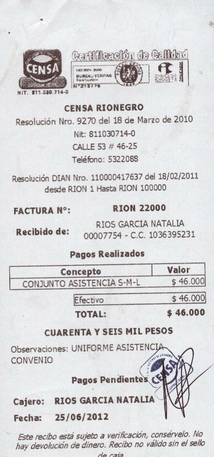 CENSA
NIT. 811.030.714-0
Certificación de Calidad
CENSA RIONEGRO
Resolución Nro. 9270 del 18 de Marzo de 2010
Nit: 811030714-0
CALLE 53 # 46-25
Teléfono: 5322088
Resolución DIAN Nro. 110000417637 del 18/02/2011
desde RION 1 Hasta RION 100000
FACTURA N°: RION 22000
Recibido de: RIOS GARCIA NATALIA
00007754 - C.C. 1036395231
Pagos Realizados
Concepto Valor
CONJUNTO ASISTENCIA S-M-L $ 46.000
Efectivo $ 46.000
TOTAL: $ 46.000
CUARENTA Y SEIS MIL PESOS
Observaciones: UNIFORME ASISTENCIA
CONVENIO
Pagos Pendientes
CENSA
Cajero: RIOS GARCIA NATALIA
Fecha: 25/06/2012
Este recibo está sujeto a verificación, consérvelo. No
hay devolución de dinero. Recibo no válido sin el sello
de caja